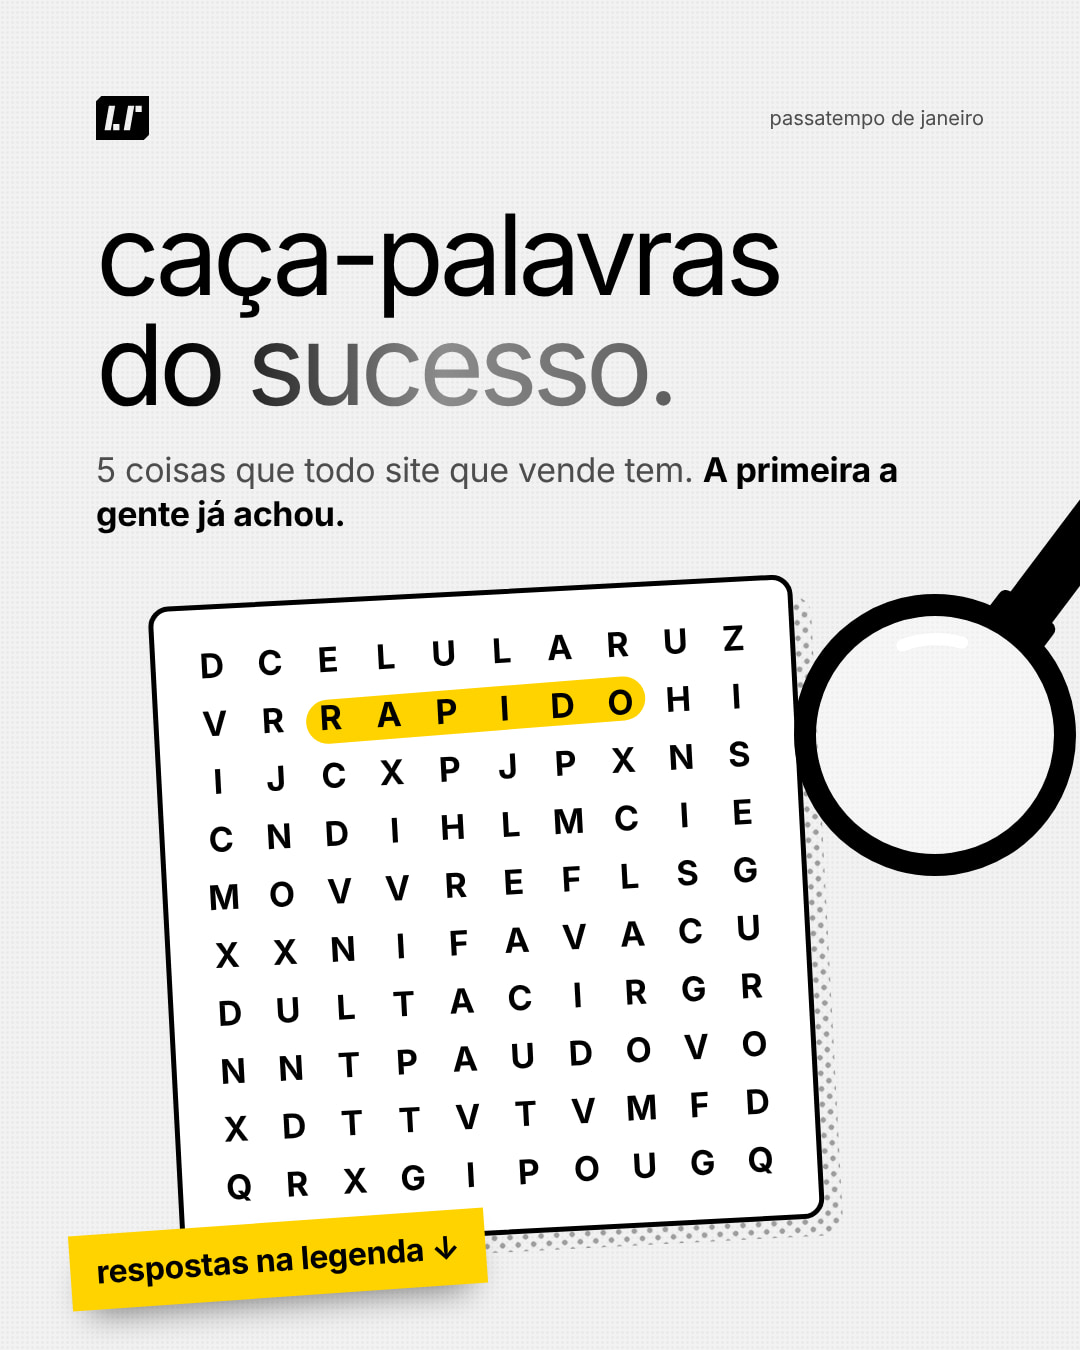 LT
passatempo de janeiro
caça-palavras
do sucesso.
5 coisas que todo site que vende tem. A primeira a
gente já achou.
D C E L U L A R U Z
V R R A P I D O H I
I J C X P J P X N S
C N D I H L M C I E
M O V V R E F L S G
X X N I F A V A C U
D U L T A C I R G R
N N T P A U D O V O
X D T T V T V M F D
Q R X G I P O U G Q
respostas na legenda ↓